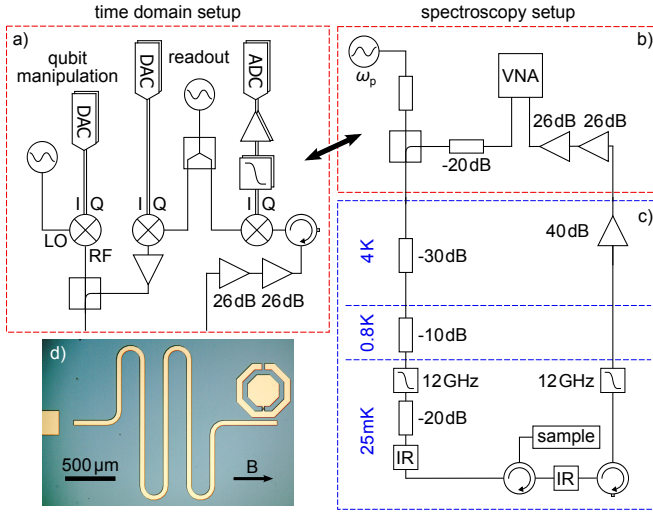 time domain setup
spectroscopy setup
a)
qubit
manipulation
readout
DAC
DAC
ADC
I Q
I Q
I Q
LO
RF
26dB 26dB
b)
ωp
VNA
-20dB
26dB
26dB
c)
4K
-30dB
40dB
0.8K
-10dB
25mK
12GHz
12GHz
-20dB
IR
sample
IR
d)
500µm
B